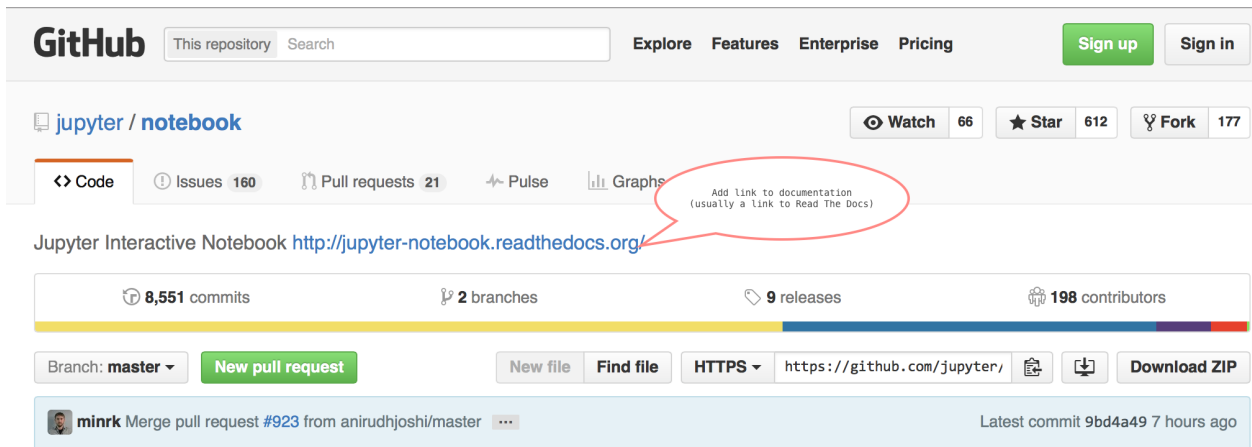 GitHub This repository Search Explore Features Enterprise Pricing Sign up Sign in
jupyter / notebook Watch 66 Star 612 Fork 177
Code Issues 160 Pull requests 21 Pulse Graphs
Add link to documentation
(usually a link to Read The Docs)
Jupyter Interactive Notebook http://jupyter-notebook.readthedocs.org/
8,551 commits 2 branches 9 releases 198 contributors
Branch: master New pull request New file Find file HTTPS https://github.com/jupyter/ Download ZIP
minrk Merge pull request #923 from anirudhjoshi/master ... Latest commit 9bd4a49 7 hours ago